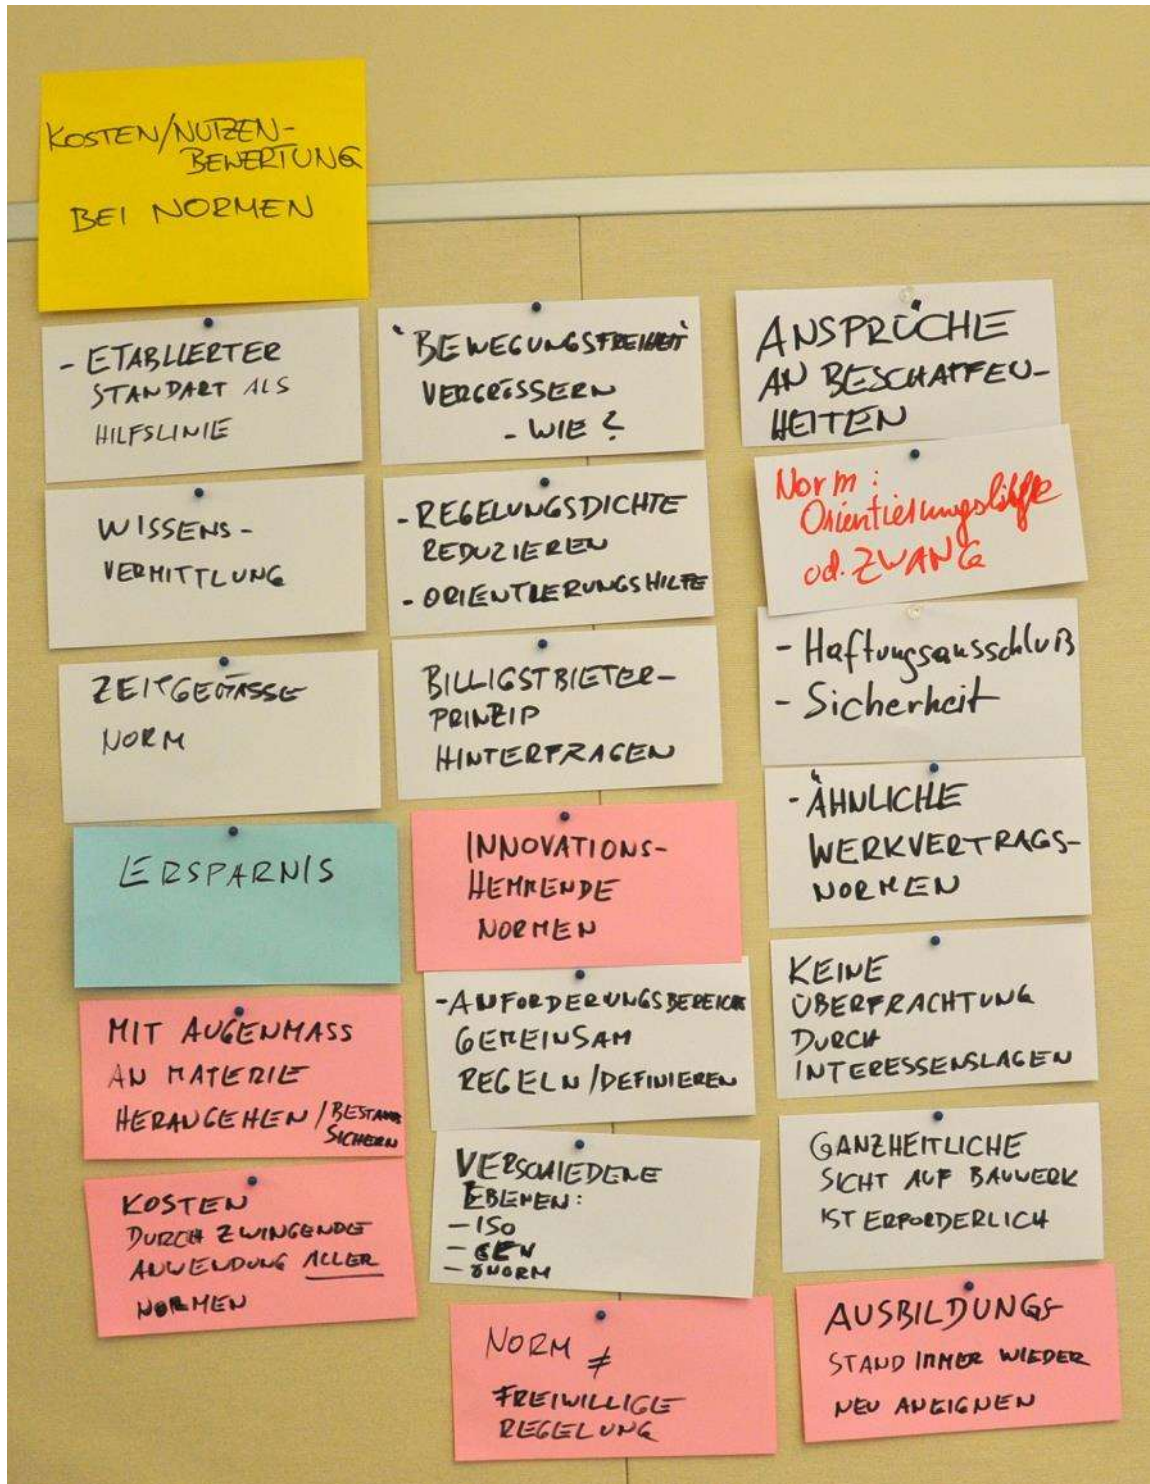 KOSTEN/NUTZEN-
BEWERTUNG
BEI NORMEN
- ETABLIERTER
STANDART ALS
HILFSLINIE
WISSENS-
VERMITTLUNG
ZEITGEMÄSSE
NORM
ERSPARNIS
MIT AUGENMASS
AN MATERIE
HERANGEHEN / BESTAND
SICHERN
KOSTEN
DURCH ZWINGENDE
ANWENDUNG ALLER
NORMEN
'BEWEGUNGSFREIHEIT'
VERGRÖSSERN
- WIE ?
- REGELUNGSDICHTE
REDUZIEREN
- ORIENTIERUNGSHILFE
BILLIGSTBIETER-
PRINZIP
HINTERFRAGEN
INNOVATIONS-
HEMMENDE
NORMEN
- ANFORDERUNGSBEREICH
GEMEINSAM
REGELN / DEFINIEREN
VERSCHIEDENE
EBENEN:
- ISO
- CEN
- ÖNORM
NORM ≠
FREIWILLIGE
REGELUNG
ANSPRÜCHE
AN BESCHAFFEN-
HEITEN
Norm :
Orientierungshilfe
od. ZWANG
- Haftungsausschluß
- Sicherheit
- ÄHNLICHE
WERKVERTRAGS-
NORMEN
KEINE
ÜBERFRACHTUNG
DURCH
INTERESSENSLAGEN
GANZHEITLICHE
SICHT AUF BAUWERK
IST ERFORDERLICH
AUSBILDUNGS-
STAND IMMER WIEDER
NEU ANEIGNEN